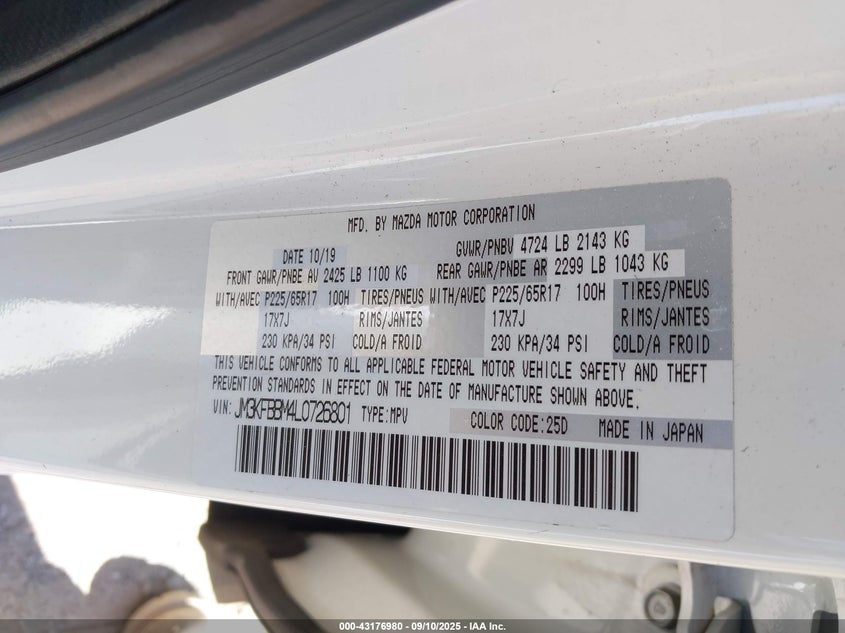 MFD. BY MAZDA MOTOR CORPORATION
DATE 10/19 GVWR/PNBV 4724 LB 2143 KG
FRONT GAWR/PNBE AV 2425 LB 1100 KG REAR GAWR/PNBE AR 2299 LB 1043 KG
WITH/AVEC P225/65R17 100H TIRES/PNEUS WITH/AVEC P225/65R17 100H TIRES/PNEUS
17X7J RIMS/JANTES 17X7J RIMS/JANTES
230 KPA/34 PSI COLD/A FROID 230 KPA/34 PSI COLD/A FROID
THIS VEHICLE CONFORMS TO ALL APPLICABLE FEDERAL MOTOR VEHICLE SAFETY AND THEFT
PREVENTION STANDARDS IN EFFECT ON THE DATE OF MANUFACTURE SHOWN ABOVE.
VIN: JM3KFBBM4L0726801 TYPE:MPV COLOR CODE:25D MADE IN JAPAN
000-43176980 - 09/10/2025 - IAA Inc.